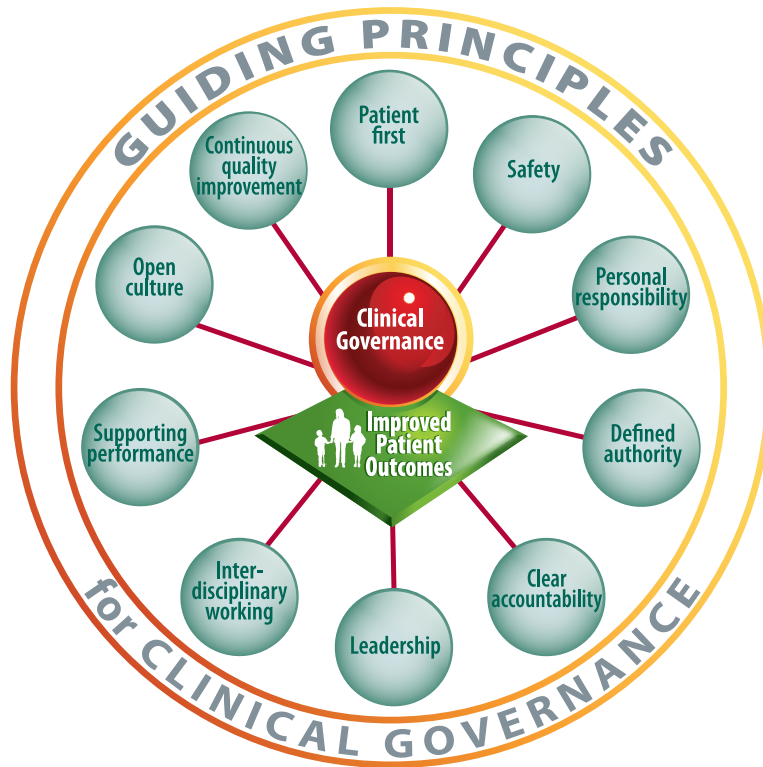 GUIDING PRINCIPLES
Patient
first
Safety
Personal
responsibility
Defined
authority
Clear
accountability
Leadership
Inter-
disciplinary
working
Supporting
performance
Open
culture
Continuous
quality
improvement
Clinical
Governance
Improved
Patient
Outcomes
for CLINICAL GOVERNANCE